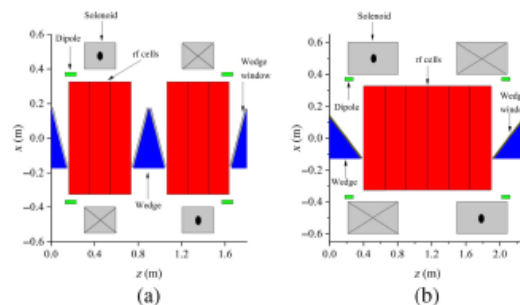 Solenoid
Dipole
rf cells
Wedge
window
0.6
0.4
0.2
0.0
-0.2
-0.4
-0.6
x (m)
Wedge
0.0
0.4
0.8
1.2
1.6
z (m)
(a)
Solenoid
rf cells
Dipole
Wedge
window
0.6
0.4
0.2
0.0
-0.2
-0.4
-0.6
x (m)
Wedge
0.0
0.4
0.8
1.2
1.6
2.0
z (m)
(b)